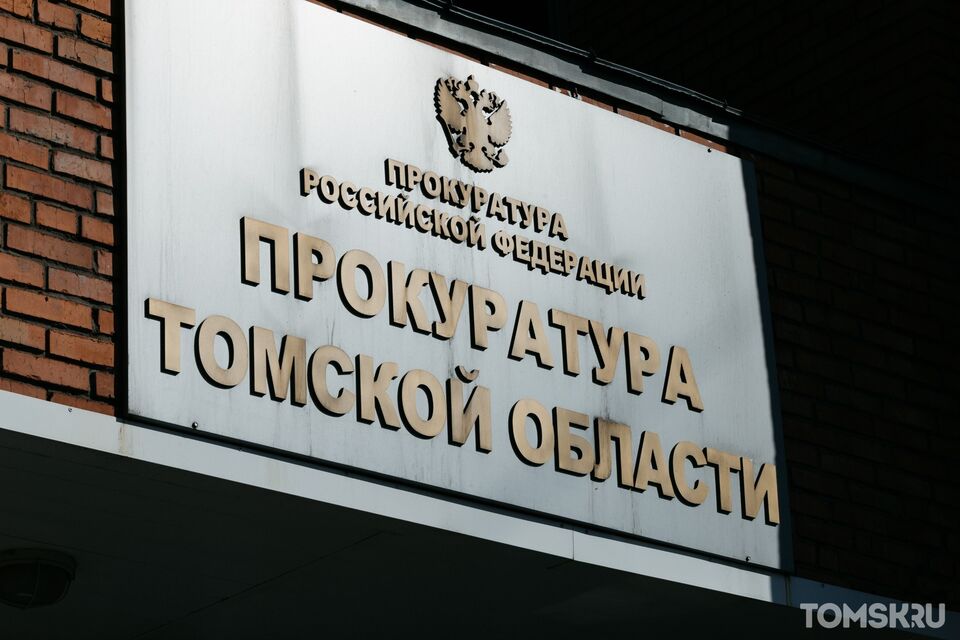 ПРОКУРАТУРА
РОССИЙСКОЙ ФЕДЕРАЦИИ
ПРОКУРАТУРА
ТОМСКОЙ ОБЛАСТИ
TOMSK.RU